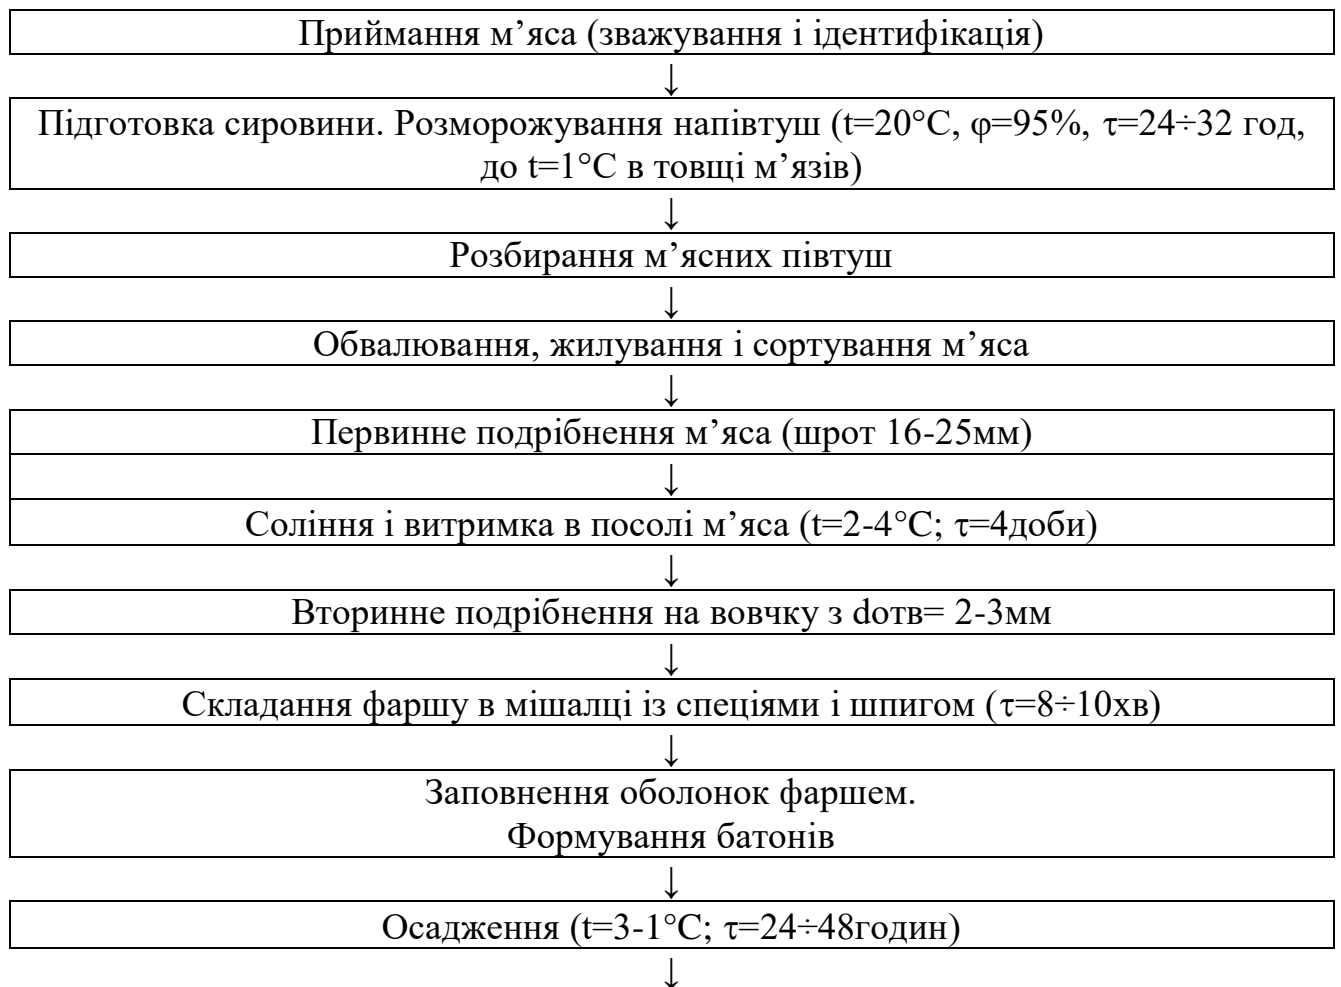 Приймання м’яса (зважування і ідентифікація)
↓
Підготовка сировини. Розморожування напівтуш (t=20°С, φ=95%, τ=24÷32 год,
до t=1°С в товщі м’язів)
↓
Розбирання м’ясних півтуш
↓
Обвалювання, жилування і сортування м’яса
↓
Первинне подрібнення м’яса (шрот 16-25мм)
↓
Соління і витримка в посолі м’яса (t=2-4°С; τ=4доби)
↓
Вторинне подрібнення на вовчку з dотв= 2-3мм
↓
Складання фаршу в мішалці із спеціями і шпигом (τ=8÷10хв)
↓
Заповнення оболонок фаршем.
Формування батонів
↓
Осадження (t=3-1°С; τ=24÷48годин)
↓